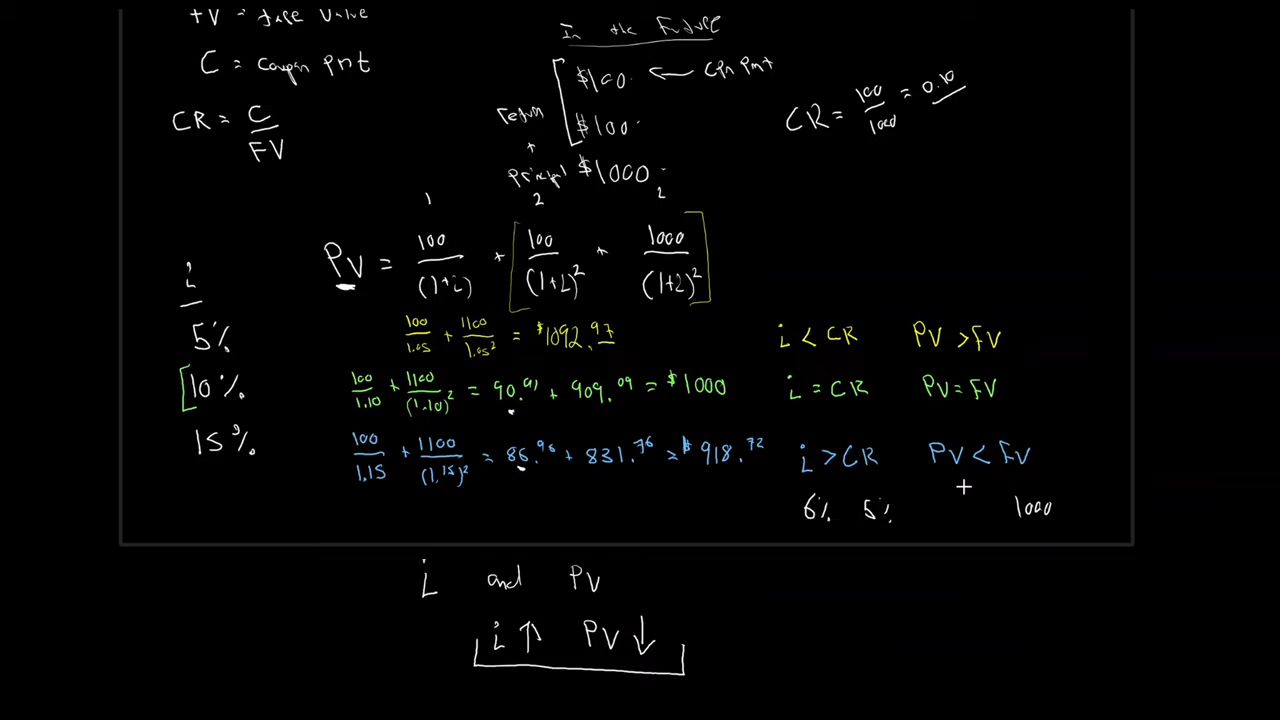 FV = face value
C = Coupon pmt
CR = C / FV
In the Future
$100 ← Cpn pmt
return $100
+
principal $1000
CR = 100 / 1000 = 0.10
1 2 2
PV = 100 / (1+i) + [ 100 / (1+i)² + 1000 / (1+i)² ]
i
5% 100 / 1.05 + 1100 / 1.05² = $1092.97 i < CR PV > FV
[10% 100 / 1.10 + 1100 / (1.10)² = 90.91 + 909.09 = $1000 i = CR PV = FV
15% 100 / 1.15 + 1100 / (1.15)² = 86.96 + 831.76 = $918.72 i > CR PV < FV
6% 5% 1000
i and PV
i ↑ PV ↓